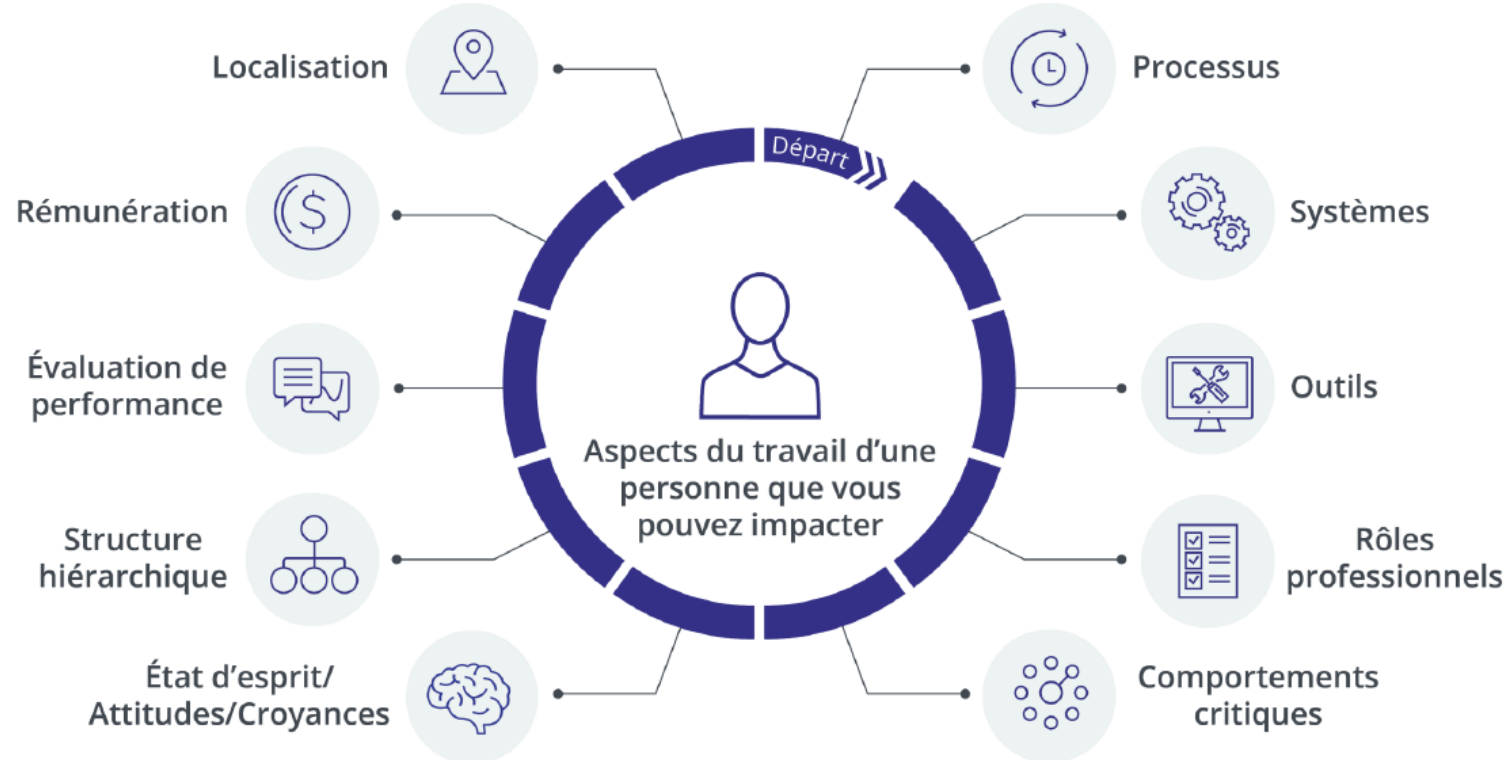 Départ
Processus
Systèmes
Outils
Rôles
professionnels
Comportements
critiques
État d’esprit/
Attitudes/Croyances
Structure
hiérarchique
Évaluation de
performance
Rémunération
$
Localisation
Aspects du travail d’une
personne que vous
pouvez impacter